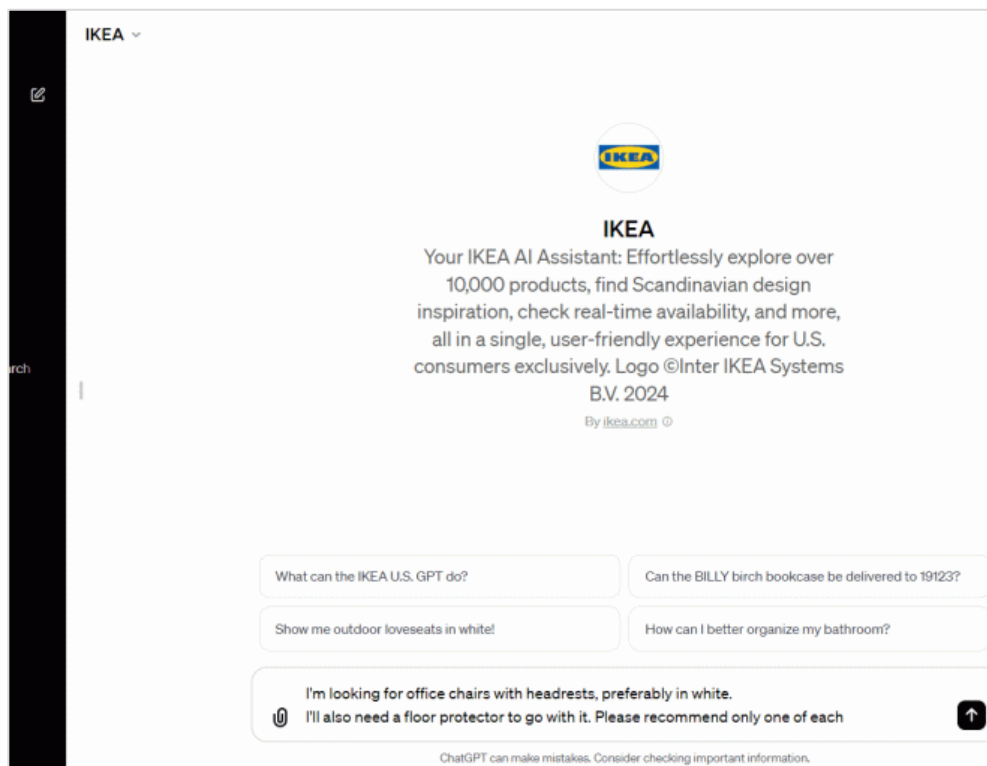 IKEA
IKEA
IKEA
Your IKEA AI Assistant: Effortlessly explore over
10,000 products, find Scandinavian design
inspiration, check real-time availability, and more,
all in a single, user-friendly experience for U.S.
consumers exclusively. Logo ©Inter IKEA Systems
B.V. 2024
By ikea.com
rch
What can the IKEA U.S. GPT do?
Can the BILLY birch bookcase be delivered to 19123?
Show me outdoor loveseats in white!
How can I better organize my bathroom?
I'm looking for office chairs with headrests, preferably in white.
I'll also need a floor protector to go with it. Please recommend only one of each
ChatGPT can make mistakes. Consider checking important information.